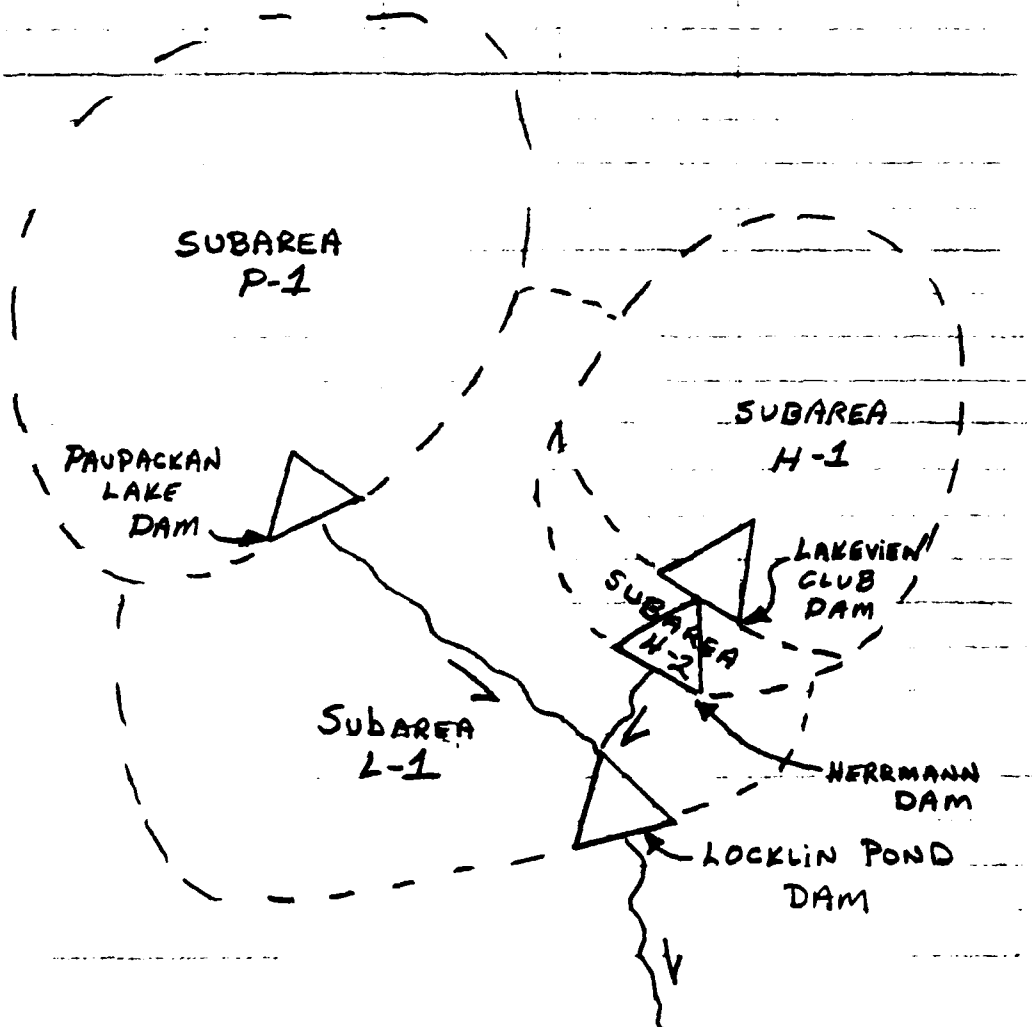 SUBAREA
P-1
SUBAREA
H-1
PAUPACKAN
LAKE
DAM
LAKEVIEW
CLUB
DAM
SUBAREA
H-2
SUbAREA
L-1
HERRMANN
DAM
LOCKLIN POND
DAM